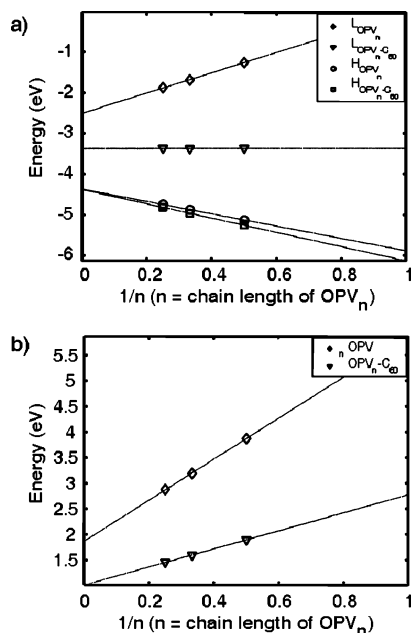 a)
L_OPV_n
L_OPV_n-C_60
H_OPV_n
H_OPV_n-C_60
-1
-2
-3
-4
-5
-6
Energy (eV)
0 0.2 0.4 0.6 0.8 1
1/n (n = chain length of OPV_n)
b)
n OPV
OPV_n-C_60
5.5
5
4.5
4
3.5
3
2.5
2
1.5
Energy (eV)
0 0.2 0.4 0.6 0.8 1
1/n (n = chain length of OPV_n)